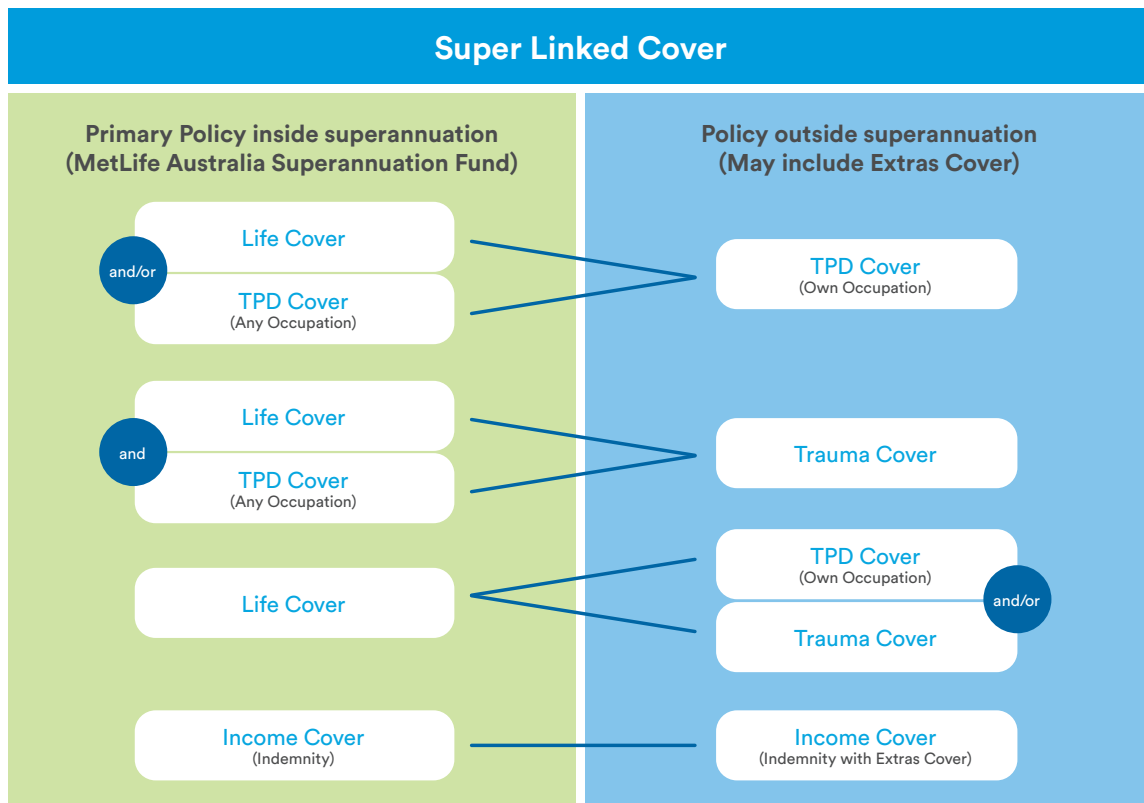 Super Linked Cover
Primary Policy inside superannuation
(MetLife Australia Superannuation Fund)
Policy outside superannuation
(May include Extras Cover)
Life Cover
and/or
TPD Cover
(Any Occupation)
TPD Cover
(Own Occupation)
Life Cover
and
TPD Cover
(Any Occupation)
Trauma Cover
Life Cover
TPD Cover
(Own Occupation)
and/or
Trauma Cover
Income Cover
(Indemnity)
Income Cover
(Indemnity with Extras Cover)